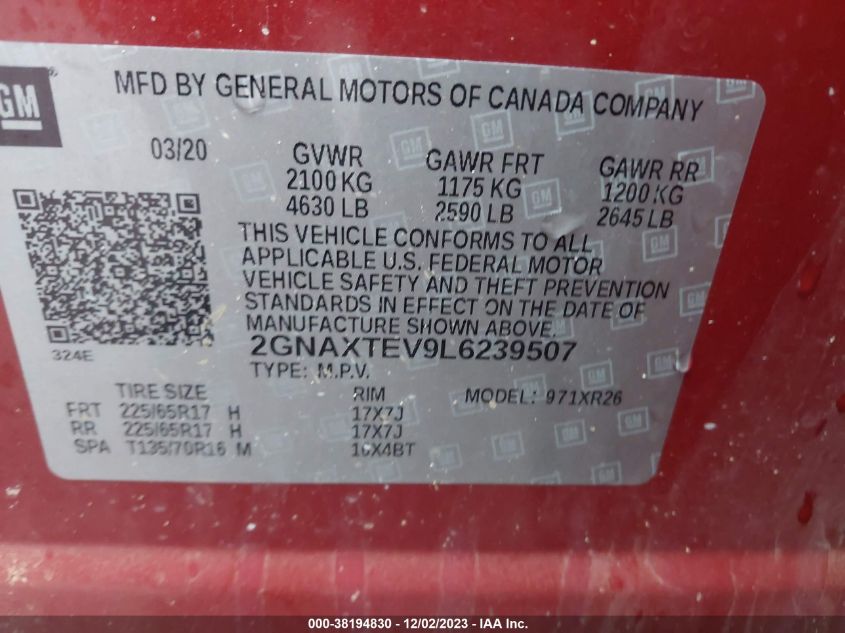 GM
MFD BY GENERAL MOTORS OF CANADA COMPANY
03/20 GVWR GAWR FRT GAWR RR
2100 KG 1175 KG 1200 KG
4630 LB 2590 LB 2645 LB
THIS VEHICLE CONFORMS TO ALL
APPLICABLE U.S. FEDERAL MOTOR
VEHICLE SAFETY AND THEFT PREVENTION
STANDARDS IN EFFECT ON THE DATE OF
MANUFACTURE SHOWN ABOVE.
324E 2GNAXTEV9L6239507
TYPE: M.P.V.
TIRE SIZE RIM MODEL: 971XR26
FRT 225/65R17 H 17X7J
RR 225/65R17 H 17X7J
SPA T135/70R16 M 16X4BT
000-38194830 - 12/02/2023 - IAAI.com.